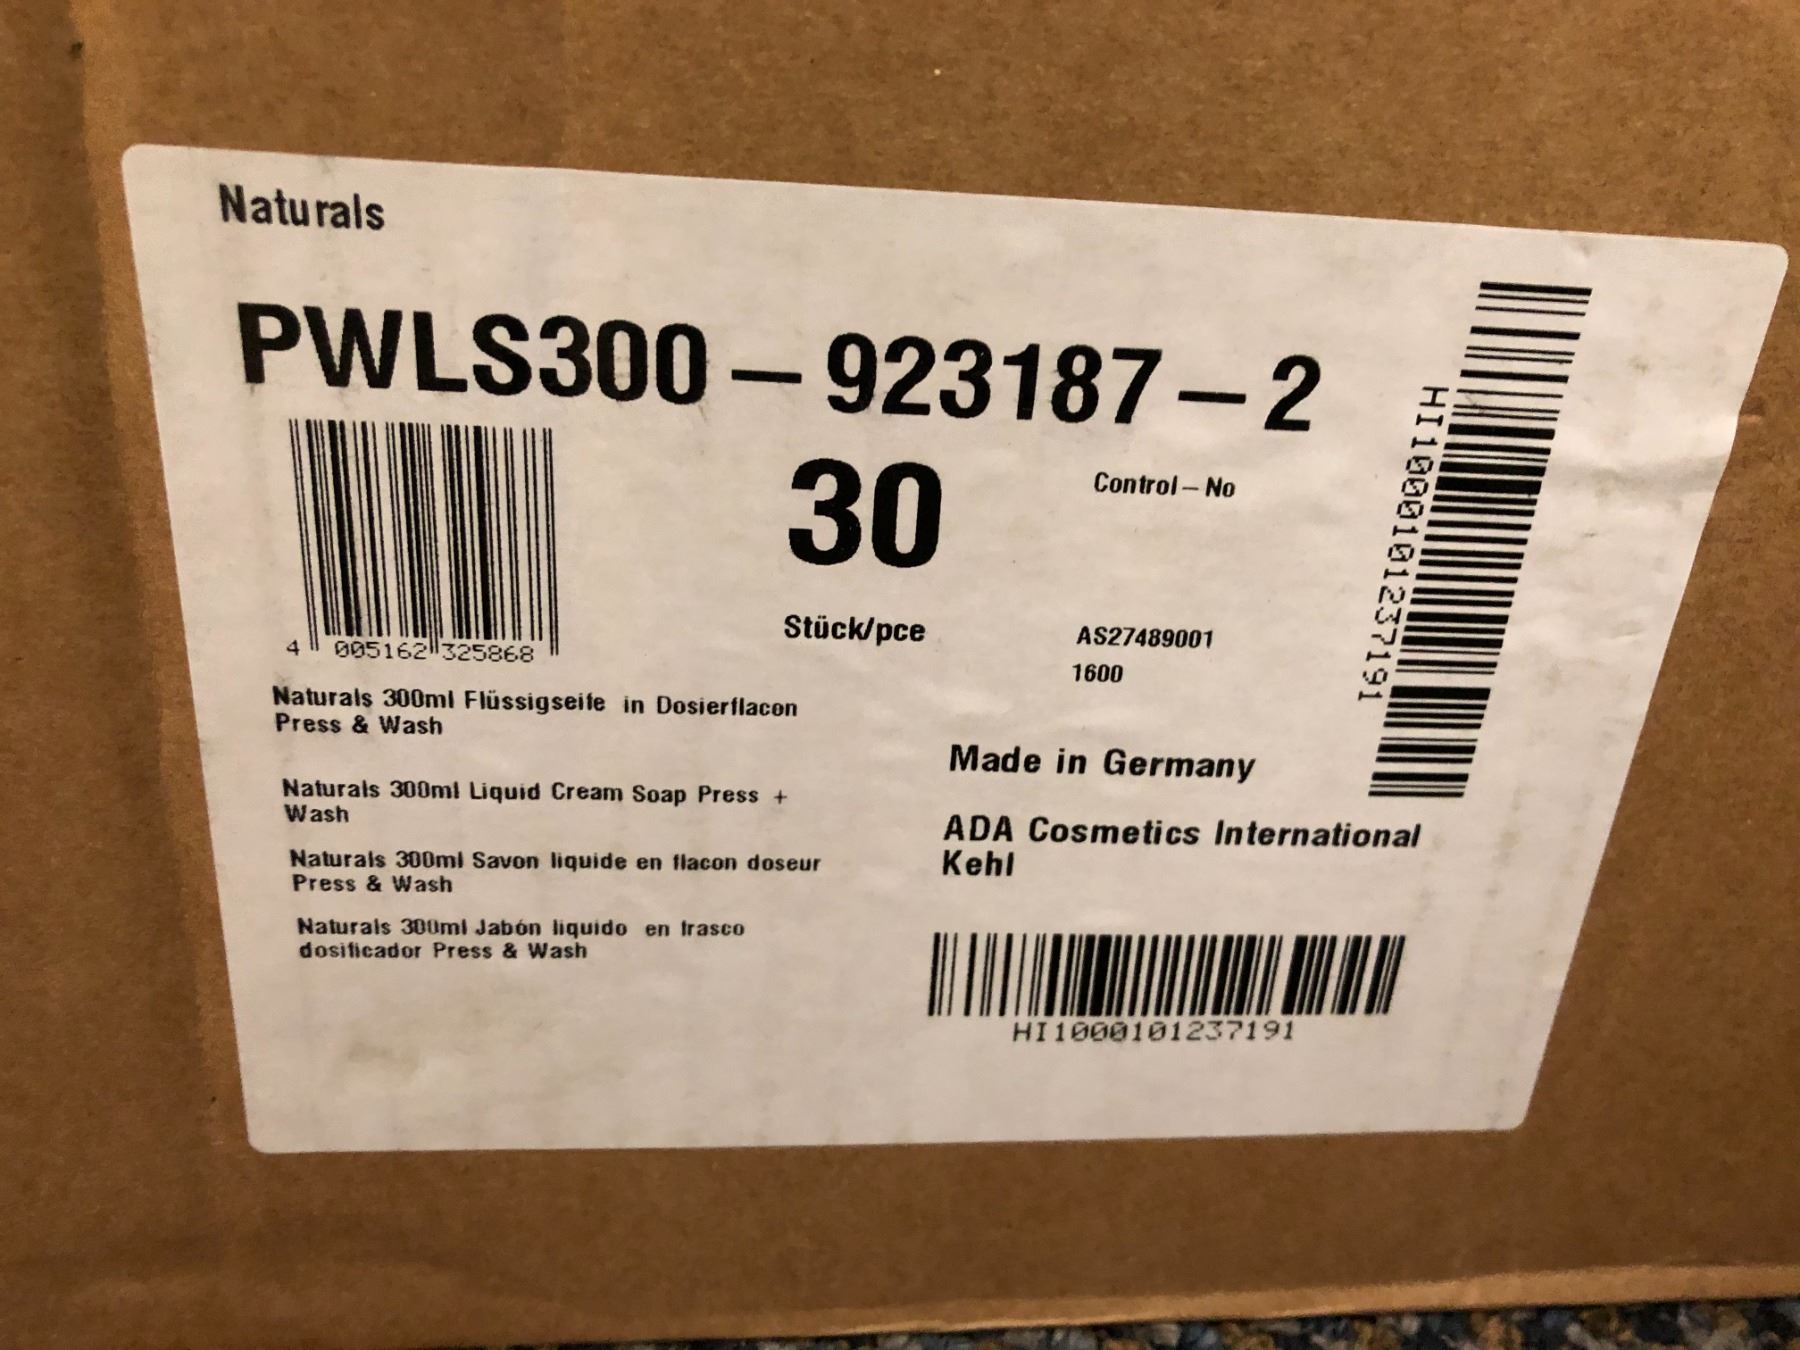 Naturals
PWLS300-923187-2
30
Control-No
Stück/pce
AS27489001
1600
4 005162 325868
Naturals 300ml Flüssigseife in Dosierflacon
Press & Wash
Naturals 300ml Liquid Cream Soap Press +
Wash
Naturals 300ml Savon liquide en flacon doseur
Press & Wash
Naturals 300ml Jabón liquido en frasco
dosificador Press & Wash
Made in Germany
ADA Cosmetics International
Kehl
HI1000101237191
HI1000101237191